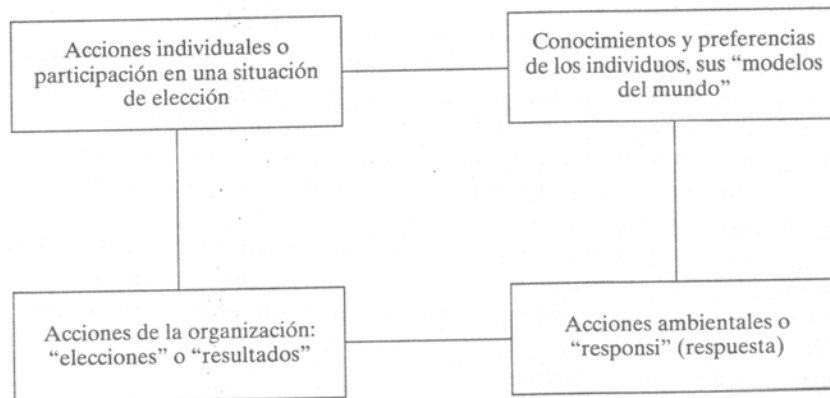 Acciones individuales o
participación en una situación
de elección
Conocimientos y preferencias
de los individuos, sus “modelos
del mundo”
Acciones de la organización:
“elecciones” o “resultados”
Acciones ambientales o
“responsi” (respuesta)